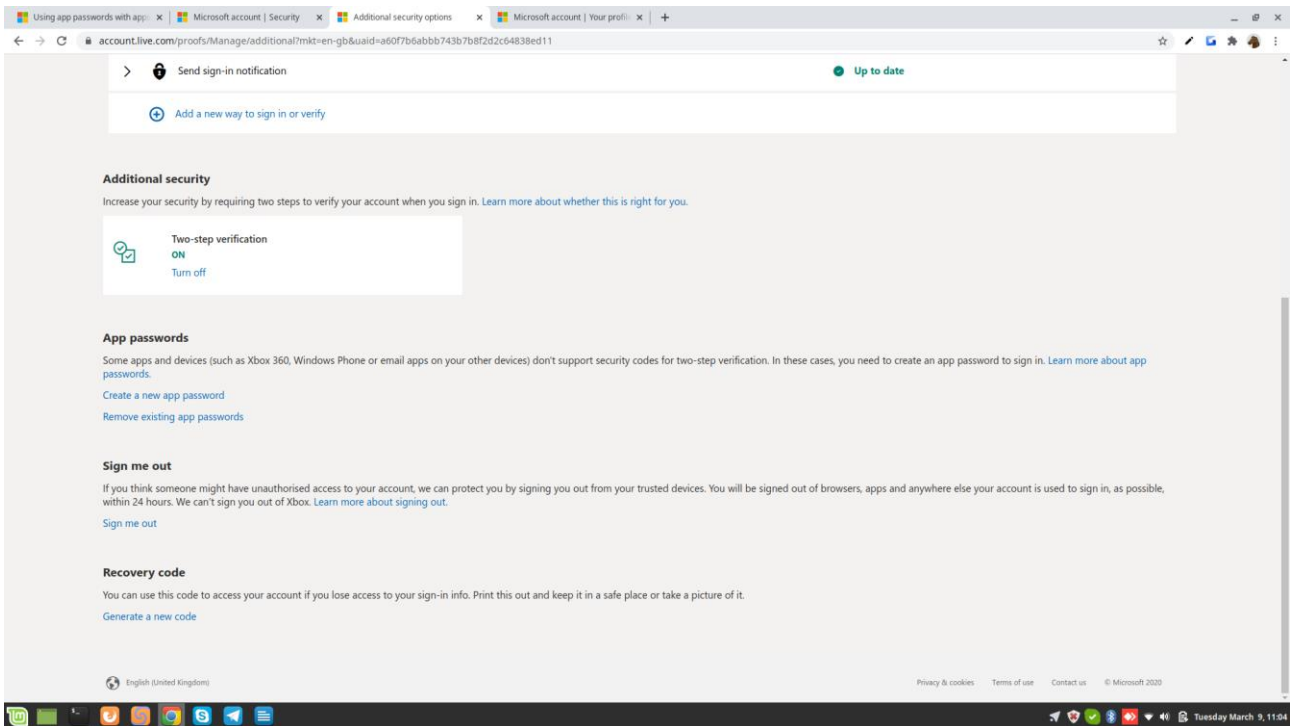 Using app passwords with app
Microsoft account | Security
Additional security options
Microsoft account | Your profil
account.live.com/proofs/Manage/additional?mkt=en-gb&uaid=a60f7b6abbb743b7b8f2d2c64838ed11
Send sign-in notification
Up to date
Add a new way to sign in or verify
Additional security
Increase your security by requiring two steps to verify your account when you sign in. Learn more about whether this is right for you.
Two-step verification
ON
Turn off
App passwords
Some apps and devices (such as Xbox 360, Windows Phone or email apps on your other devices) don't support security codes for two-step verification. In these cases, you need to create an app password to sign in. Learn more about app
passwords.
Create a new app password
Remove existing app passwords
Sign me out
If you think someone might have unauthorised access to your account, we can protect you by signing you out from your trusted devices. You will be signed out of browsers, apps and anywhere else your account is used to sign in, as possible,
within 24 hours. We can't sign you out of Xbox. Learn more about signing out.
Sign me out
Recovery code
You can use this code to access your account if you lose access to your sign-in info. Print this out and keep it in a safe place or take a picture of it.
Generate a new code
English (United Kingdom)
Privacy & cookies Terms of use Contact us © Microsoft 2020
Tuesday March 9, 11:04